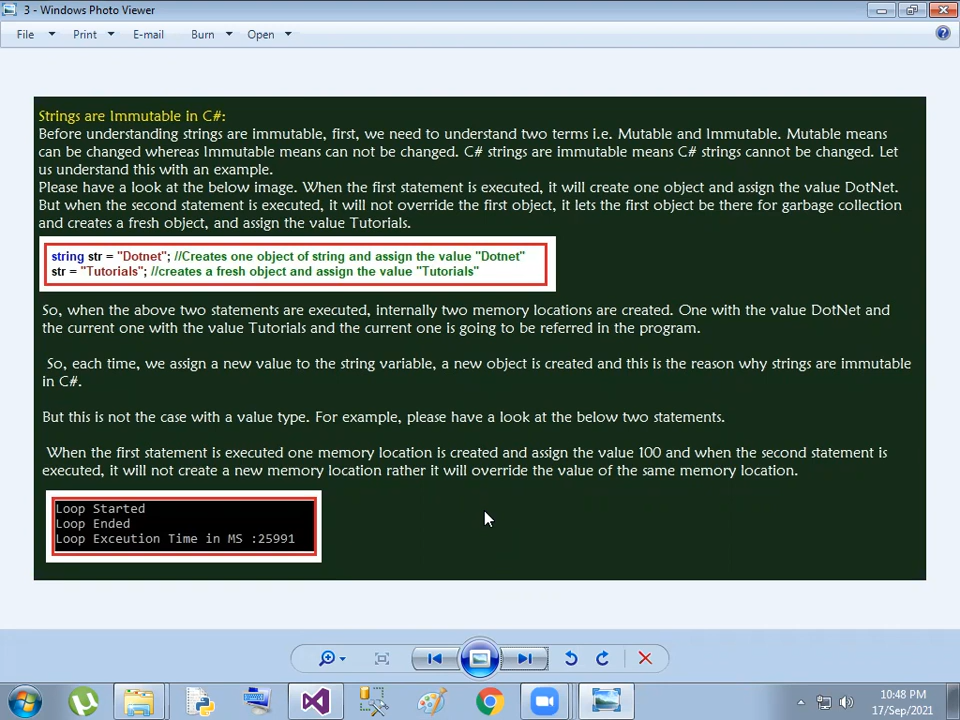 3 - Windows Photo Viewer
File Print E-mail Burn Open
Strings are Immutable in C#:
Before understanding strings are immutable, first, we need to understand two terms i.e. Mutable and Immutable. Mutable means
can be changed whereas Immutable means can not be changed. C# strings are immutable means C# strings cannot be changed. Let
us understand this with an example.
Please have a look at the below image. When the first statement is executed, it will create one object and assign the value DotNet.
But when the second statement is executed, it will not override the first object, it lets the first object be there for garbage collection
and creates a fresh object, and assign the value Tutorials.
string str = "Dotnet"; //Creates one object of string and assign the value "Dotnet"
str = "Tutorials"; //creates a fresh object and assign the value "Tutorials"
So, when the above two statements are executed, internally two memory locations are created. One with the value DotNet and
the current one with the value Tutorials and the current one is going to be referred in the program.
So, each time, we assign a new value to the string variable, a new object is created and this is the reason why strings are immutable
in C#.
But this is not the case with a value type. For example, please have a look at the below two statements.
When the first statement is executed one memory location is created and assign the value 100 and when the second statement is
executed, it will not create a new memory location rather it will override the value of the same memory location.
Loop Started
Loop Ended
Loop Exceution Time in MS :25991
10:48 PM
17/Sep/2021